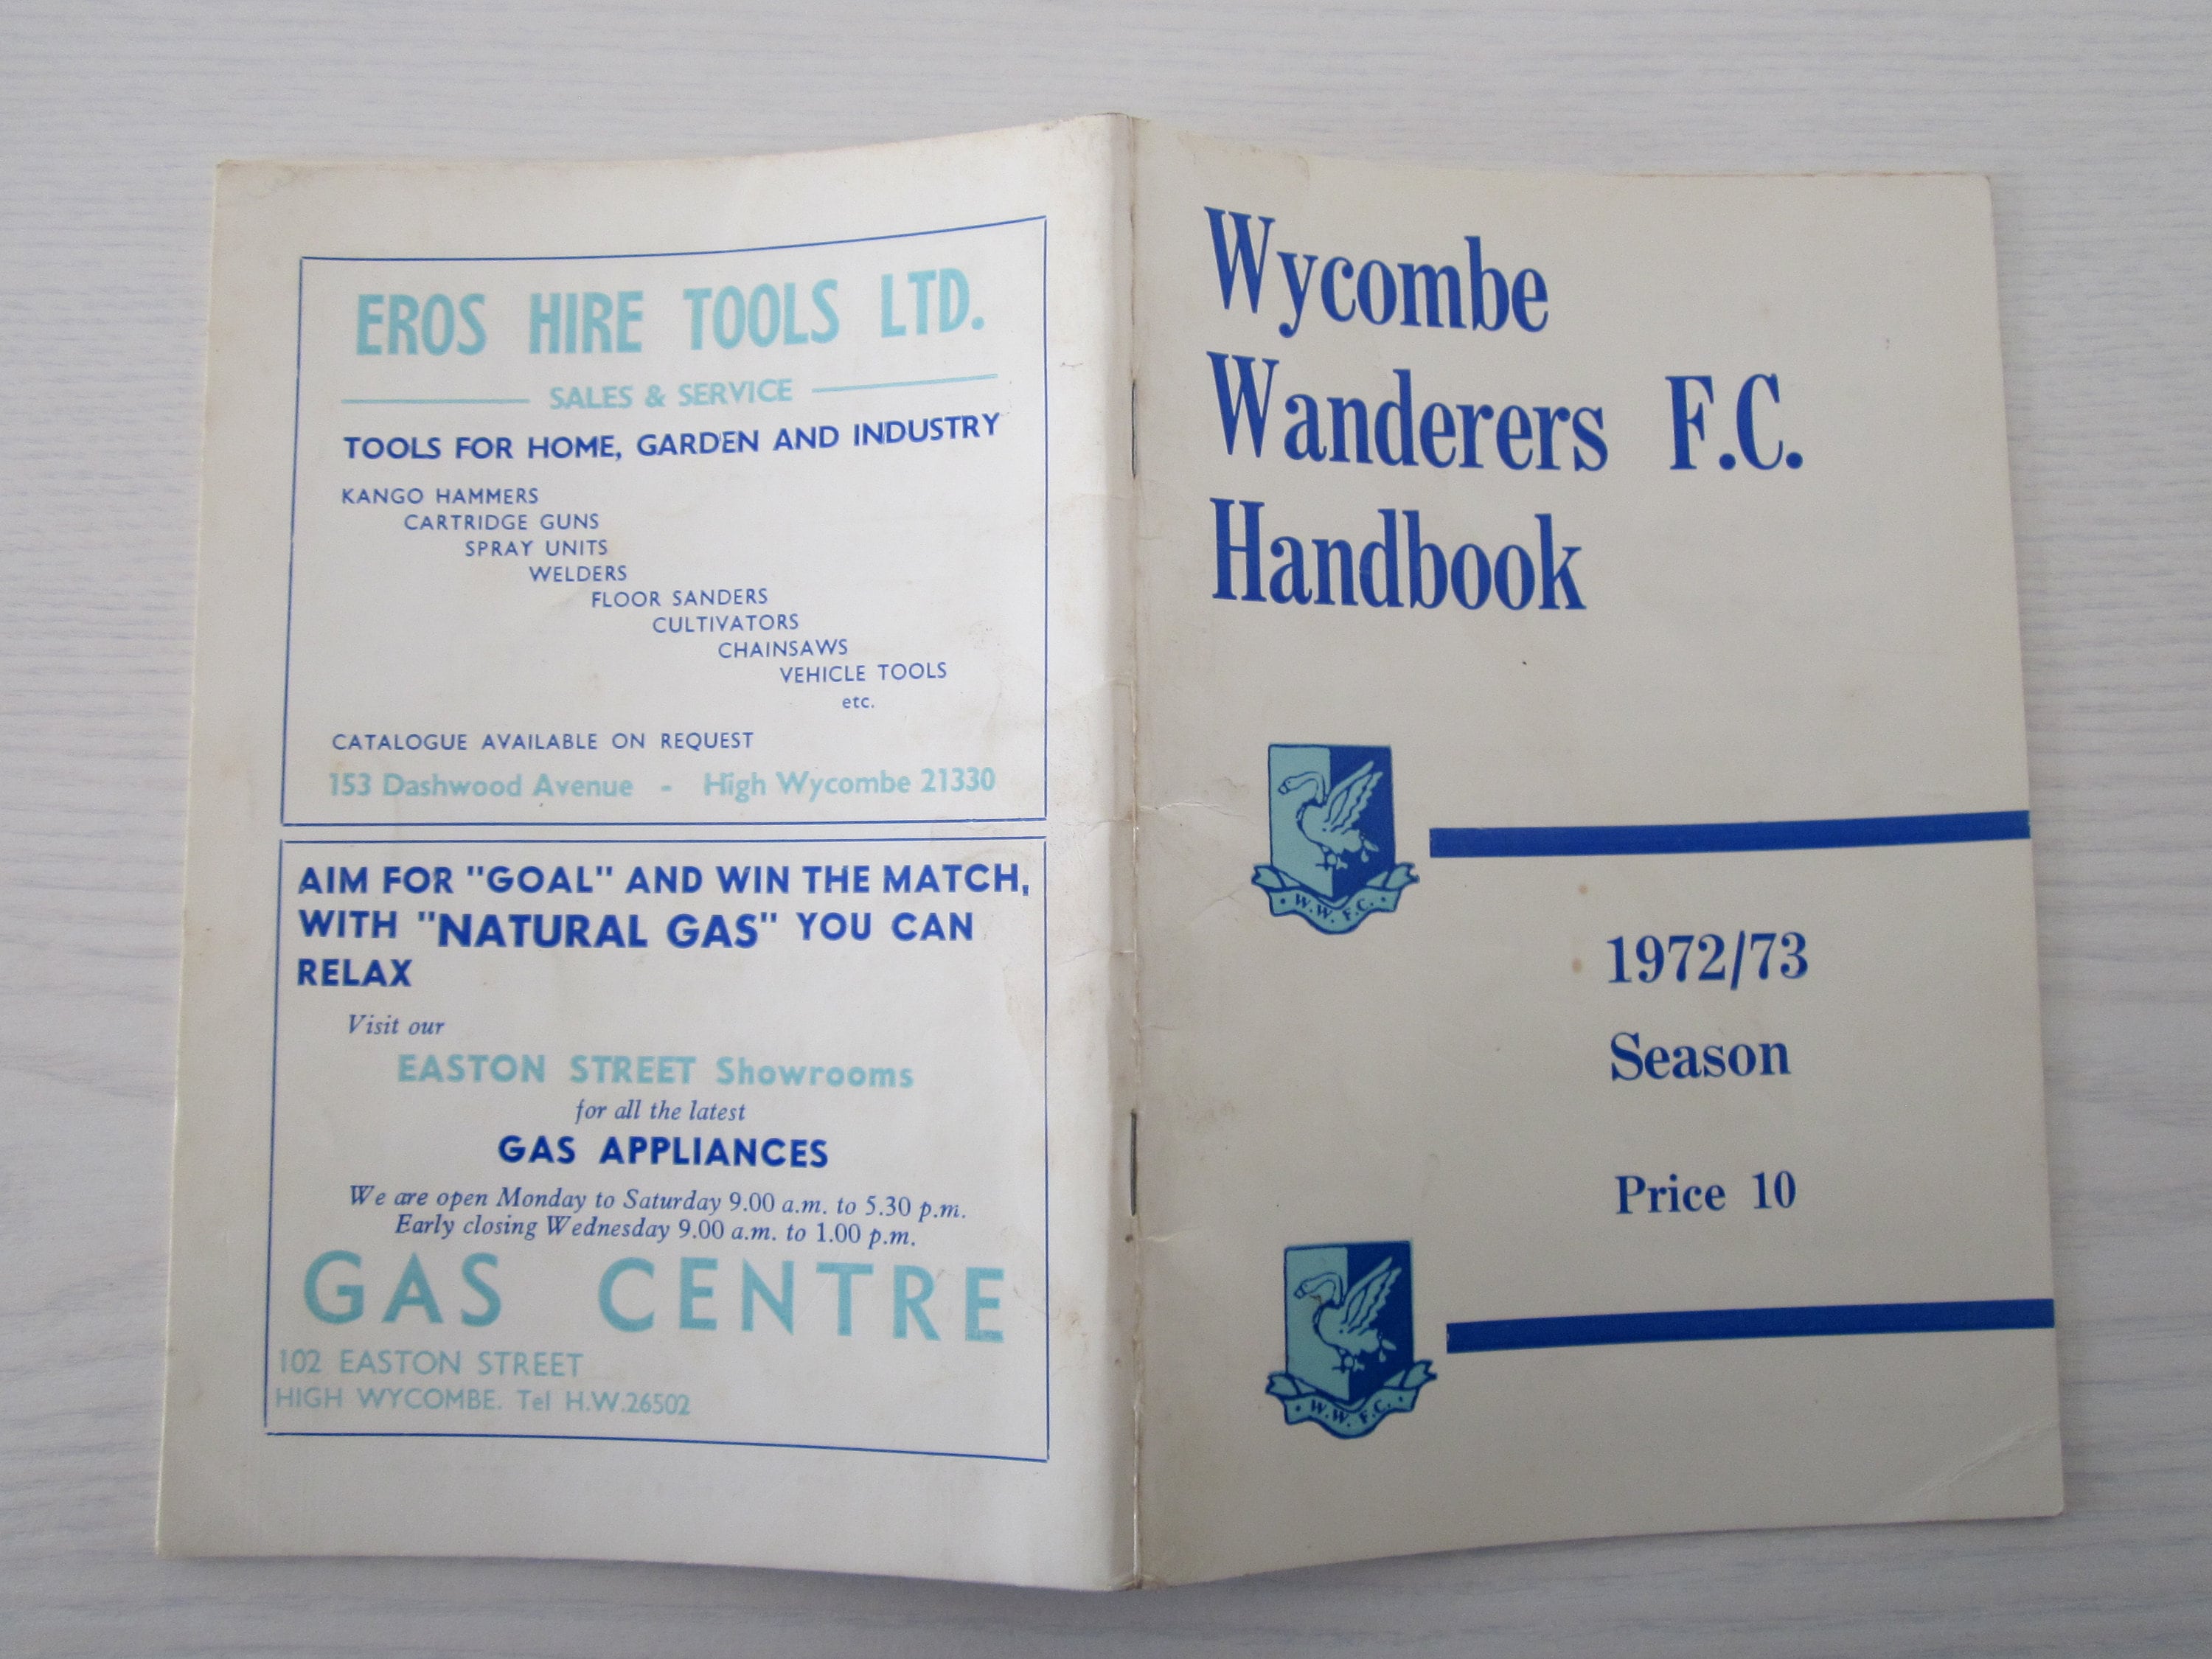 EROS HIRE TOOLS LTD.
SALES & SERVICE
TOOLS FOR HOME, GARDEN AND INDUSTRY
KANGO HAMMERS
CARTRIDGE GUNS
SPRAY UNITS
WELDERS
FLOOR SANDERS
CULTIVATORS
CHAINSAWS
VEHICLE TOOLS
etc.
CATALOGUE AVAILABLE ON REQUEST
153 Dashwood Avenue - High Wycombe 21330
AIM FOR "GOAL" AND WIN THE MATCH,
WITH "NATURAL GAS" YOU CAN
RELAX
Visit our
EASTON STREET Showrooms
for all the latest
GAS APPLIANCES
We are open Monday to Saturday 9.00 a.m. to 5.30 p.m.
Early closing Wednesday 9.00 a.m. to 1.00 p.m.
GAS CENTRE
102 EASTON STREET
HIGH WYCOMBE. Tel H.W.26502
Wycombe
Wanderers F.C.
Handbook
W.W.F.C.
1972/73
Season
Price 10
W.W.F.C.